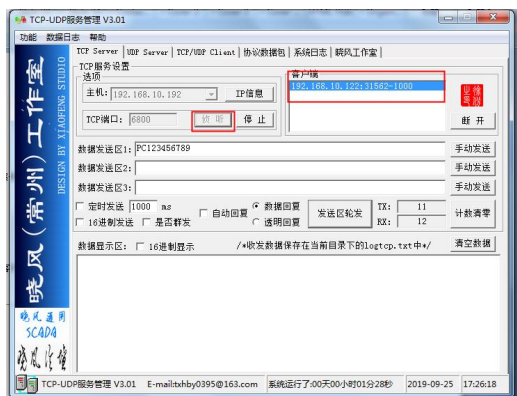 TCP-UDP服务管理 V3.01
功能 数据日志 帮助
TCP Server UDP Server TCP/UDP Client 协议数据包 系统日志 晓风工作室
TCP服务设置
选项
主机: 192.168.10.192 IP信息
TCP端口: 6800 侦 听 停 止
客户端
192.168.10.122:31562-1000
断 开
数据发送区1: PC123456789 手动发送
数据发送区2: 手动发送
数据发送区3: 手动发送
定时发送 1000 ms 自动回复 数据回复 发送区轮发 TX: 11 计数清零
16进制发送 是否群发 透明回复 RX: 12
数据显示区: 16进制显示 /*收发数据保存在当前目录下的logtcp.txt中*/ 清空数据
晓风(常州)工作室
DESIGN BY XIAOFENG STUDIO
晓风通用
SCADA
TCP-UDP服务管理 V3.01 E-mail:txhby0395@163.com 系统运行了:00天00小时01分28秒 2019-09-25 17:26:18